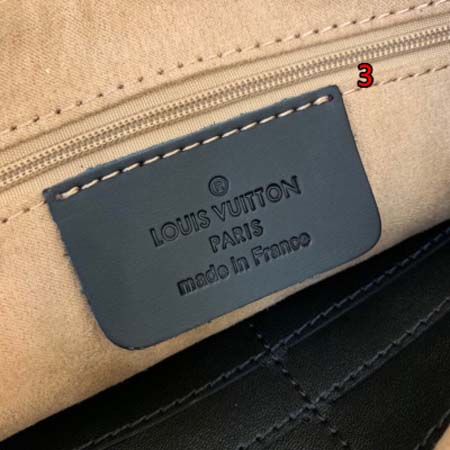 3
®
LOUIS VUITTON
PARIS
made in France